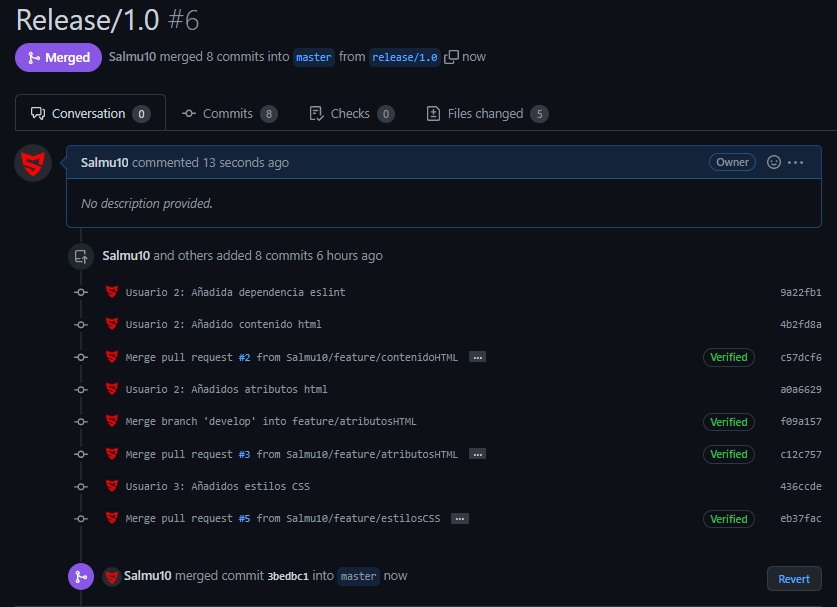 Release/1.0 #6
Merged Salmu10 merged 8 commits into master from release/1.0 now
Conversation 0 Commits 8 Checks 0 Files changed 5
Salmu10 commented 13 seconds ago Owner
No description provided.
Salmu10 and others added 8 commits 6 hours ago
Usuario 2: Añadida dependencia eslint 9a22fb1
Usuario 2: Añadido contenido html 4b2fd8a
Merge pull request #2 from Salmu10/feature/contenidoHTML ... Verified c57dcf6
Usuario 2: Añadidos atributos html a0a6629
Merge branch 'develop' into feature/atributosHTML Verified f09a157
Merge pull request #3 from Salmu10/feature/atributosHTML ... Verified c12c757
Usuario 3: Añadidos estilos CSS 436ccde
Merge pull request #5 from Salmu10/feature/estilosCSS ... Verified eb37fac
Salmu10 merged commit 3bedbc1 into master now Revert